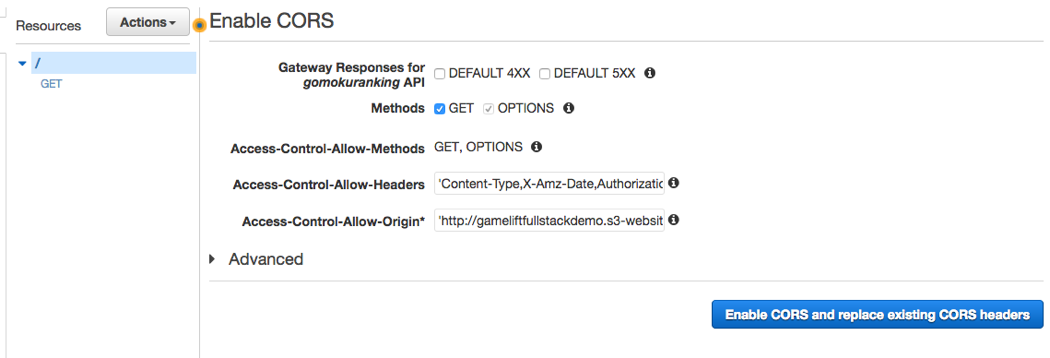 Resources
Actions
/
GET
Enable CORS
Gateway Responses for
gomokuranking API
DEFAULT 4XX
DEFAULT 5XX
Methods
GET
OPTIONS
Access-Control-Allow-Methods
GET, OPTIONS
Access-Control-Allow-Headers
'Content-Type,X-Amz-Date,Authorizatic
Access-Control-Allow-Origin*
'http://gameliftfullstackdemo.s3-websit
Advanced
Enable CORS and replace existing CORS headers